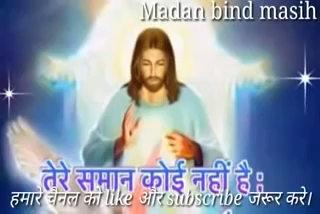 Madan bind masih
तेरे समान कोई नहीं है:
हमारे चैनल को like और subscribe जरूर करे।